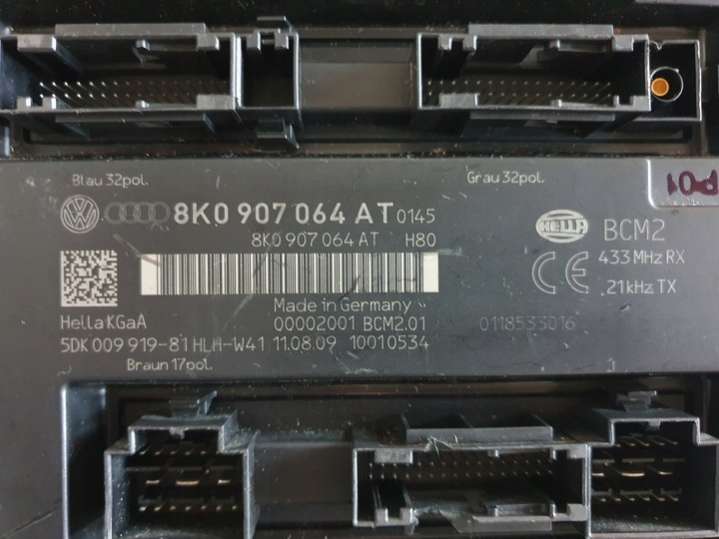 Blau 32pol.
Grau 32pol.
P01
8K0 907 064 AT 0145
HELLA
BCM2
8K0 907 064 AT H80
433 MHz RX
CE
21kHz TX
Made in Germany
Hella KGaA
00002001 BCM2.01
0118533016
5DK 009 919-81 HLH-W41 11.08.09 10010534
Braun 17pol.